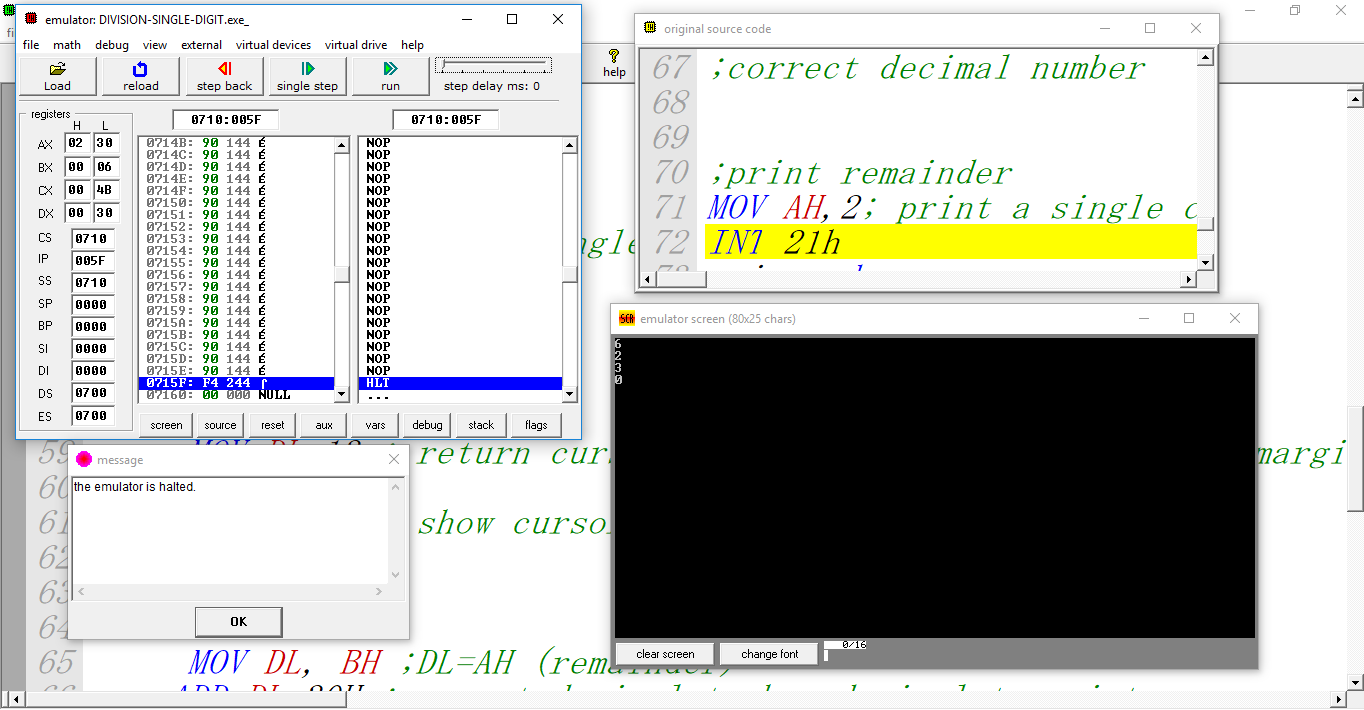 emulator: DIVISION-SINGLE-DIGIT.exe_
file math debug view external virtual devices virtual drive help
Load reload step back single step run step delay ms: 0
registers
H L
AX 02 30
BX 00 06
CX 00 4B
DX 00 30
CS 0710
IP 005F
SS 0710
SP 0000
BP 0000
SI 0000
DI 0000
DS 0700
ES 0700
0710:005F 0710:005F
0714B: 90 144 É NOP
0714C: 90 144 É NOP
0714D: 90 144 É NOP
0714E: 90 144 É NOP
0714F: 90 144 É NOP
07150: 90 144 É NOP
07151: 90 144 É NOP
07152: 90 144 É NOP
07153: 90 144 É NOP
07154: 90 144 É NOP
07155: 90 144 É NOP
07156: 90 144 É NOP
07157: 90 144 É NOP
07158: 90 144 É NOP
07159: 90 144 É NOP
0715A: 90 144 É NOP
0715B: 90 144 É NOP
0715C: 90 144 É NOP
0715D: 90 144 É NOP
0715E: 90 144 É NOP
0715F: F4 244 ⌠ HLT
07160: 00 000 NULL ...
screen source reset aux vars debug stack flags
help
original source code
67 ;correct decimal number
68
69
70 ;print remainder
71 MOV AH,2; print a single c
72 INT 21h
emulator screen (80x25 chars)
6
2
3
0
clear screen change font 0/16
message
the emulator is halted.
OK
59
return curs
margi
60
61
show curso
62
63
64
65 MOV DL, BH ;DL=AH (remainder)